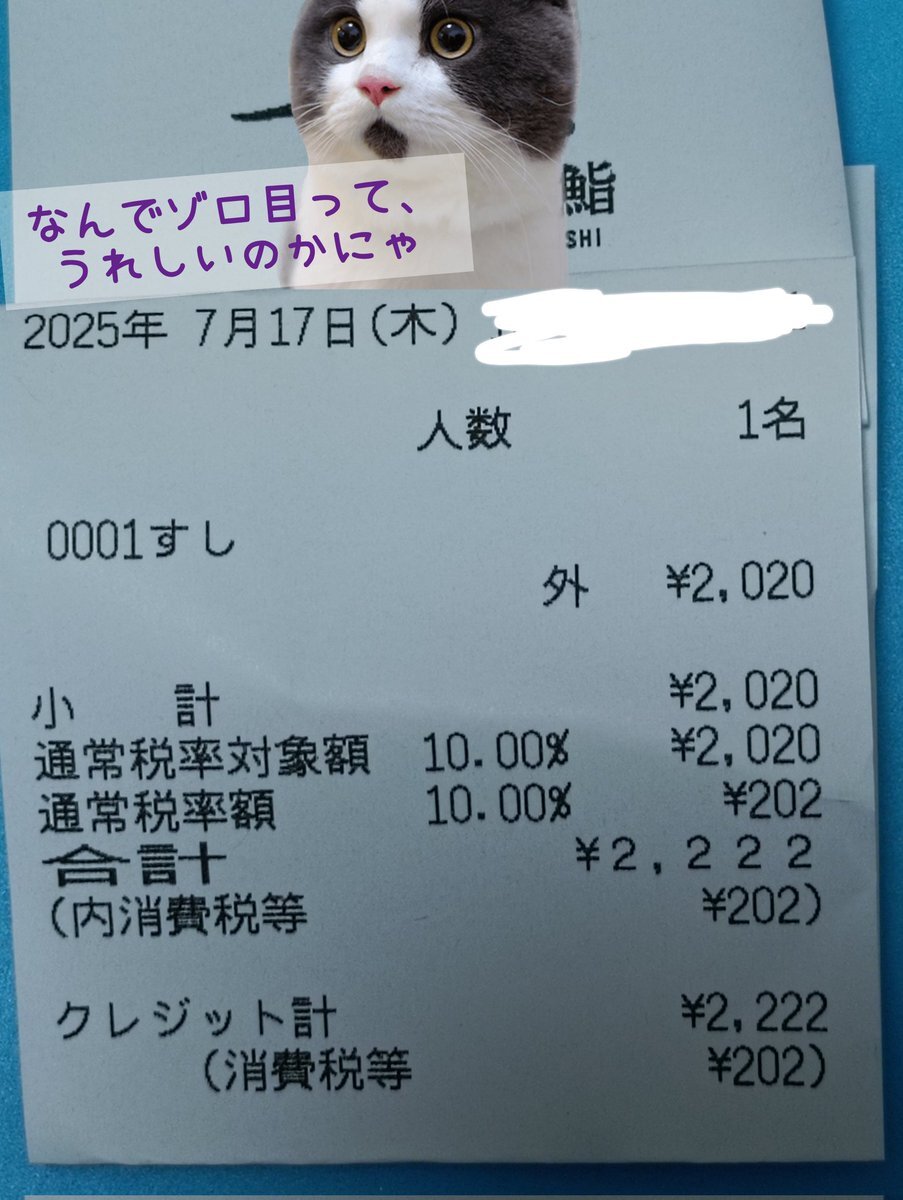 鮨
SHI
なんでゾロ目って、
うれしいのかにゃ
2025年 7月17日(木)
人数 1名
0001すし
外 ¥2,020
小 計 ¥2,020
通常税率対象額 10.00% ¥2,020
通常税率額 10.00% ¥202
合計 ¥2,222
(内消費税等 ¥202)
クレジット計 ¥2,222
(消費税等 ¥202)